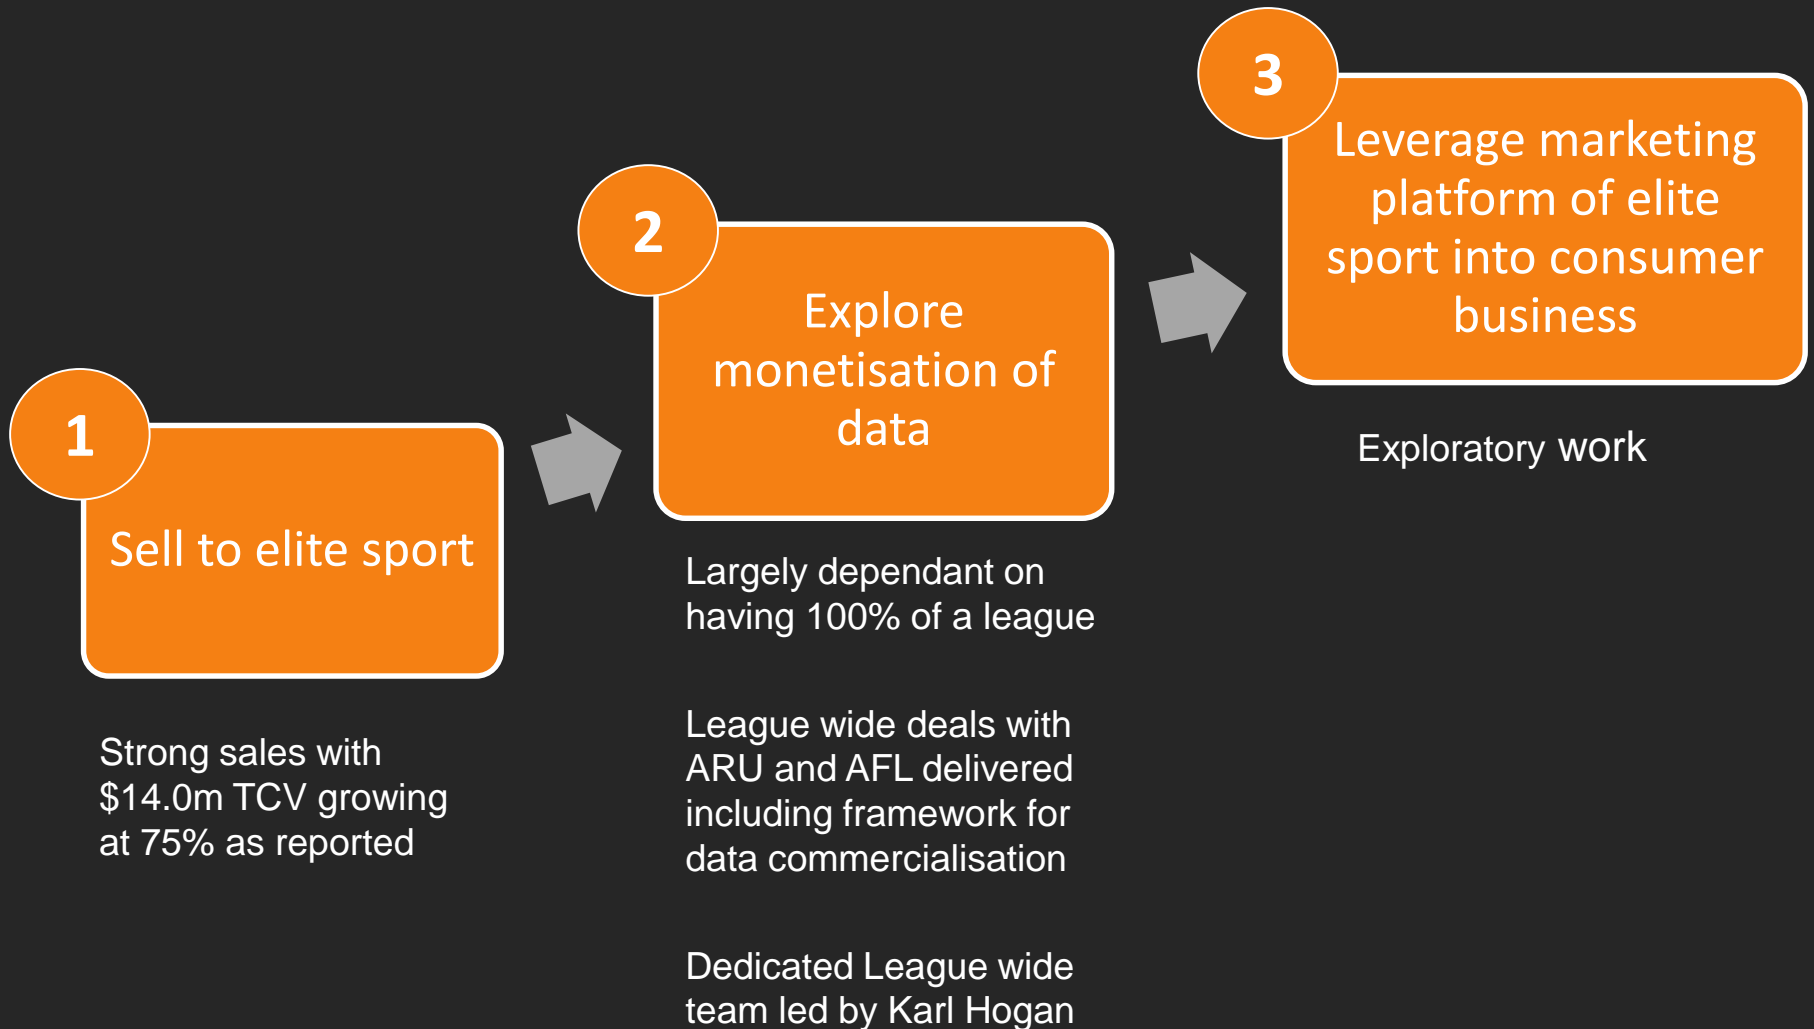 1
Sell to elite sport
Strong sales with
$14.0m TCV growing
at 75% as reported
2
Explore
monetisation of
data
Largely dependant on
having 100% of a league
League wide deals with
ARU and AFL delivered
including framework for
data commercialisation
Dedicated League wide
team led by Karl Hogan
3
Leverage marketing
platform of elite
sport into consumer
business
Exploratory work